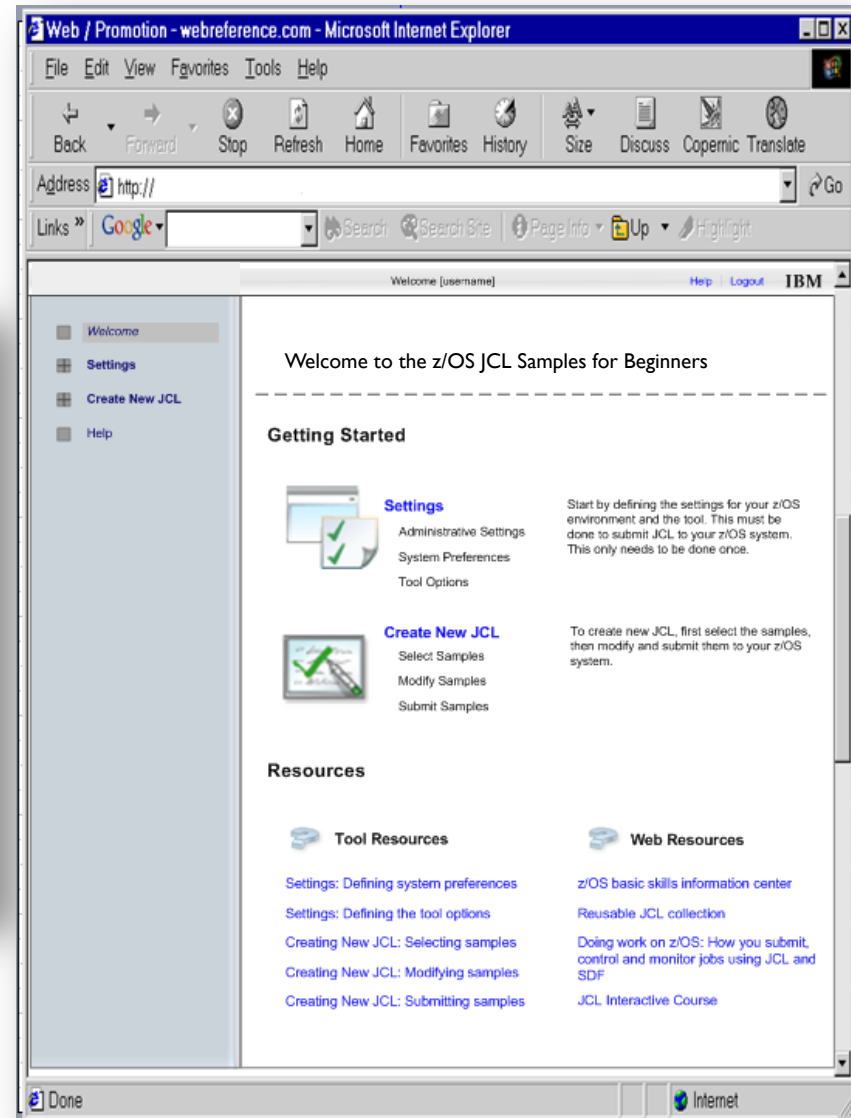 Web / Promotion - webreference.com - Microsoft Internet Explorer
File Edit View Favorites Tools Help
Back Forward Stop Refresh Home Favorites History Size Discuss Copernic Translate
Address http:// Go
Links » Google Search Search Site Page Info Up Highlight
Welcome [username] Help Logout IBM
Welcome
Settings
Create New JCL
Help
Welcome to the z/OS JCL Samples for Beginners
Getting Started
Settings
Administrative Settings
System Preferences
Tool Options
Start by defining the settings for your z/OS
environment and the tool. This must be
done to submit JCL to your z/OS system.
This only needs to be done once.
Create New JCL
Select Samples
Modify Samples
Submit Samples
To create new JCL, first select the samples,
then modify and submit them to your z/OS
system.
Resources
Tool Resources
Settings: Defining system preferences
Settings: Defining the tool options
Creating New JCL: Selecting samples
Creating New JCL: Modifying samples
Creating New JCL: Submitting samples
Web Resources
z/OS basic skills information center
Reusable JCL collection
Doing work on z/OS: How you submit,
control and monitor jobs using JCL and
SDF
JCL Interactive Course
Done Internet